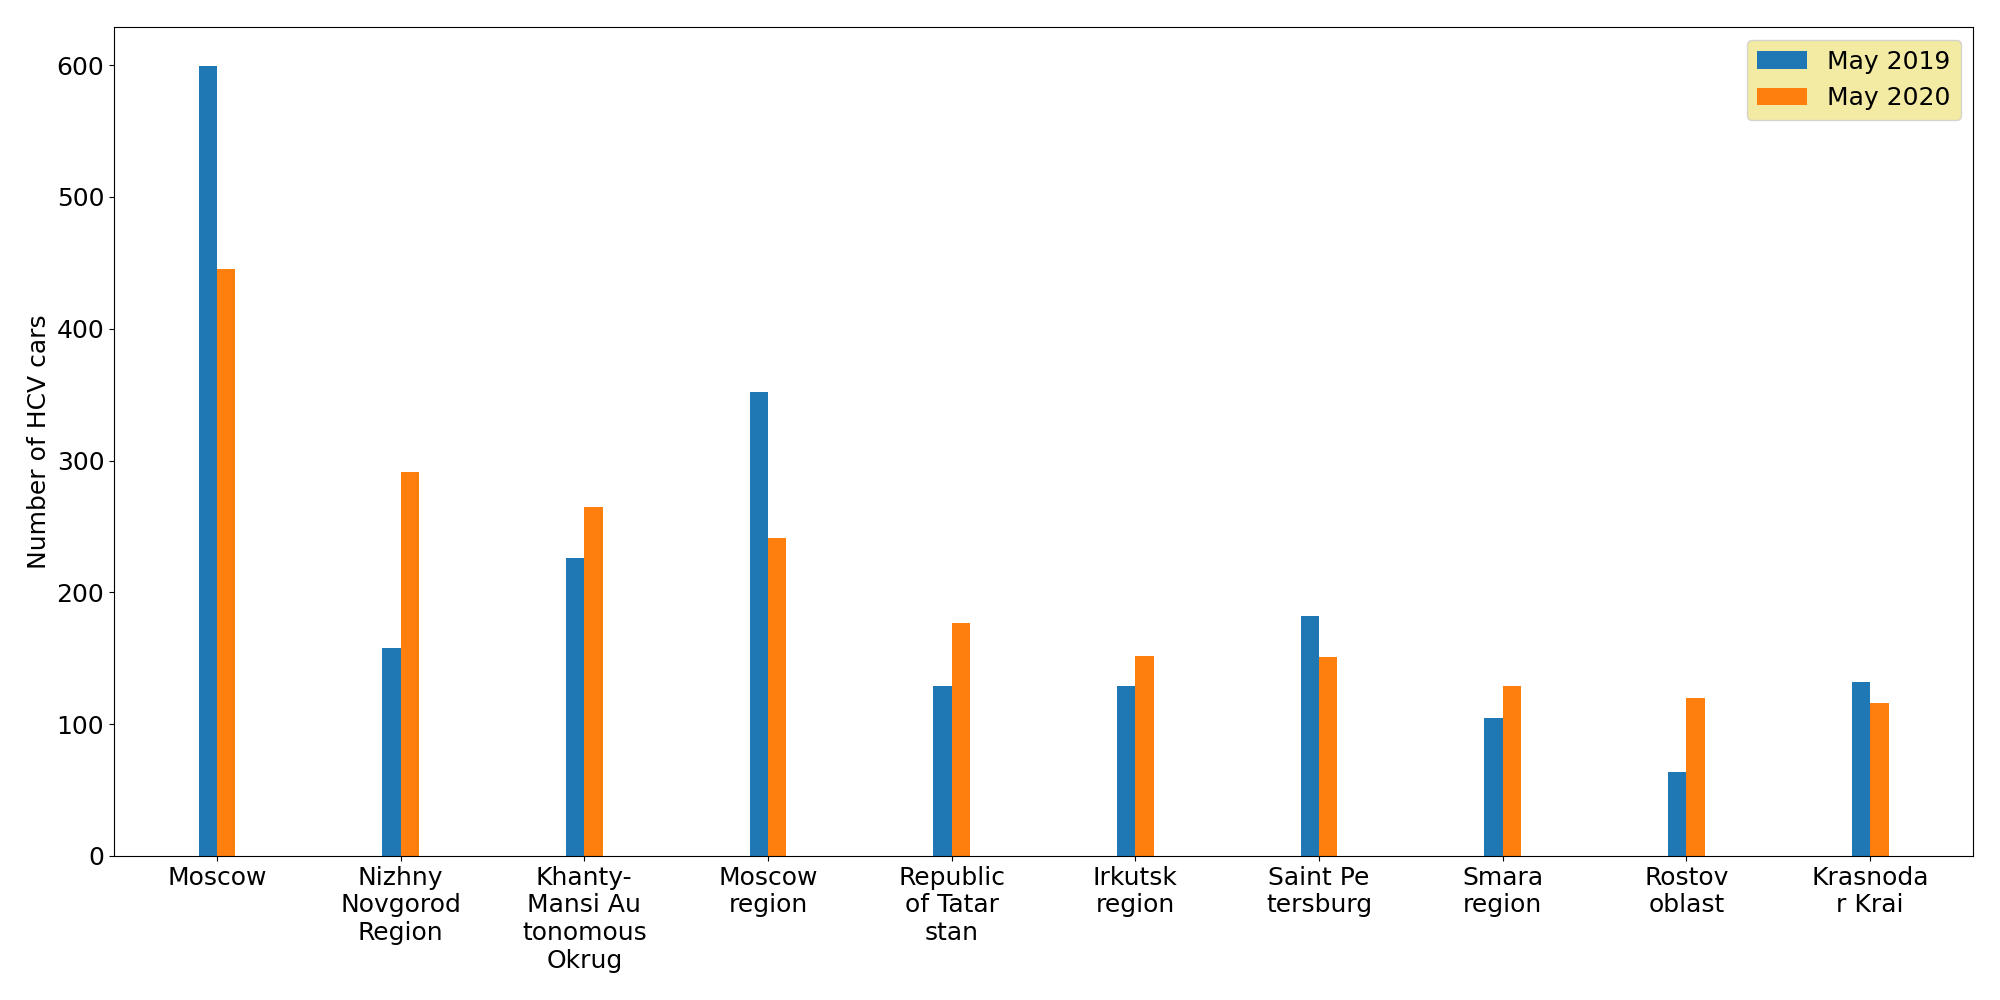 600
500
400
300
200
100
0
Number of HCV cars
May 2019
May 2020
Moscow
Nizhny
Novgorod
Region
Khanty-
Mansi Au
tonomous
Okrug
Moscow
region
Republic
of Tatar
stan
Irkutsk
region
Saint Pe
tersburg
Smara
region
Rostov
oblast
Krasnoda
r Krai